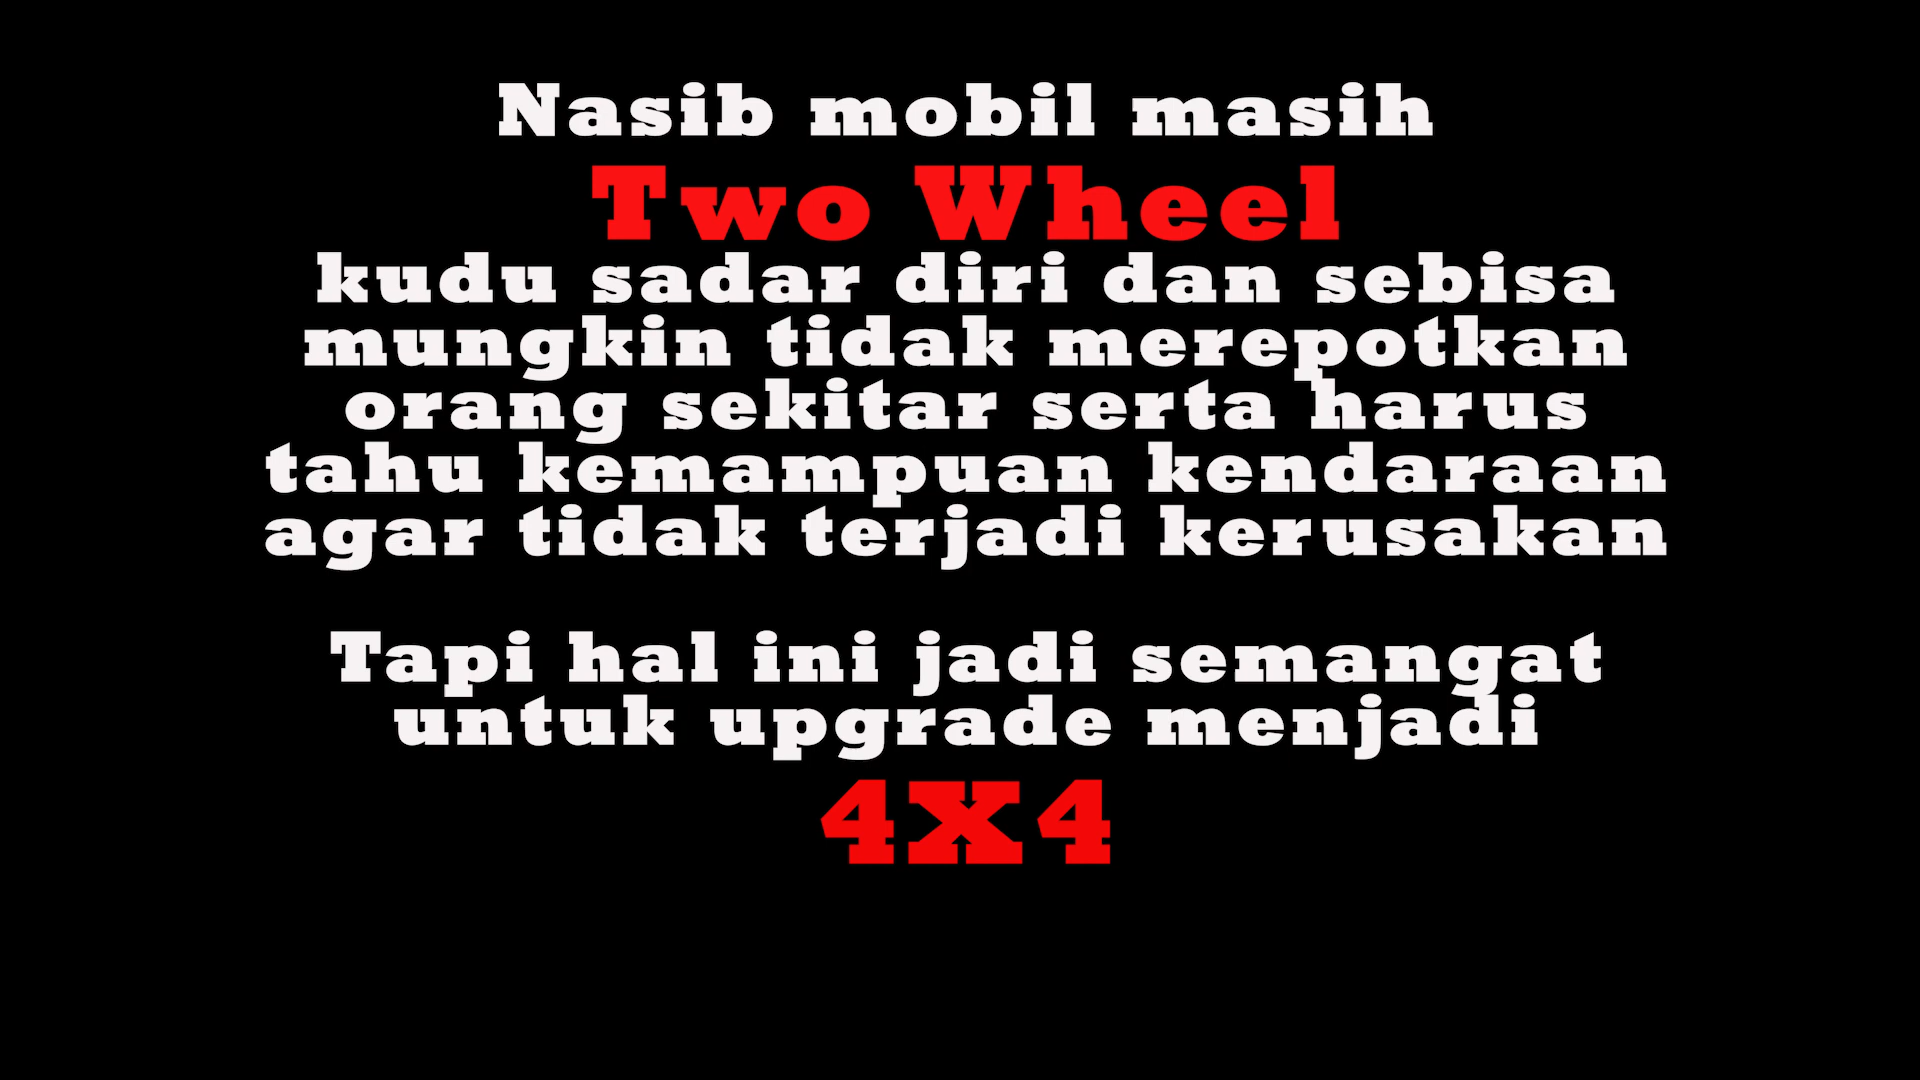 Nasib mobil masih
Two Wheel
kudu sadar diri dan sebisa
mungkin tidak merepotkan
orang sekitar serta harus
tahu kemampuan kendaraan
agar tidak terjadi kerusakan
Tapi hal ini jadi semangat
untuk upgrade menjadi
4X4